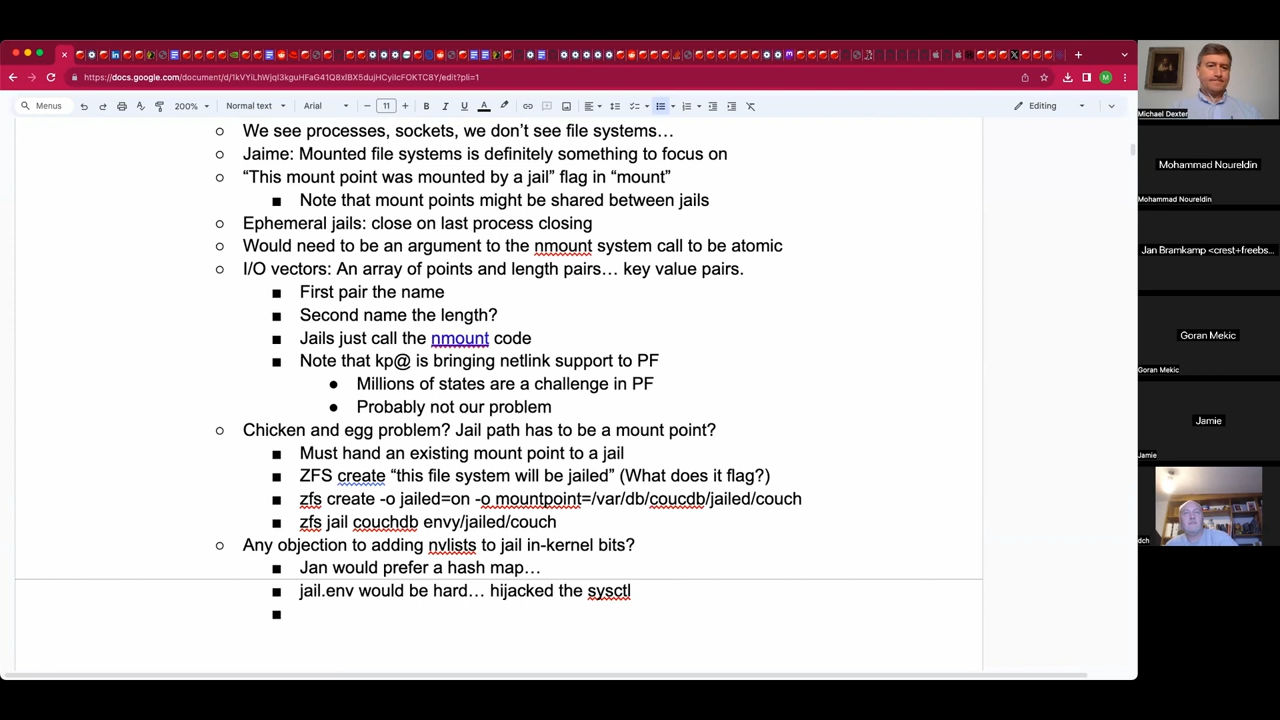 https://docs.google.com/document/d/1kVYiLhWjqI3kguHFaG41Q8xIBX5dujHCyiIcFOKTC8Y/edit?pli=1
M
Menus
200%
Normal text
Arial
11
B I U A
Editing
We see processes, sockets, we don’t see file systems…
Jaime: Mounted file systems is definitely something to focus on
“This mount point was mounted by a jail” flag in “mount”
Note that mount points might be shared between jails
Ephemeral jails: close on last process closing
Would need to be an argument to the nmount system call to be atomic
I/O vectors: An array of points and length pairs… key value pairs.
First pair the name
Second name the length?
Jails just call the nmount code
Note that kp@ is bringing netlink support to PF
Millions of states are a challenge in PF
Probably not our problem
Chicken and egg problem? Jail path has to be a mount point?
Must hand an existing mount point to a jail
ZFS create “this file system will be jailed” (What does it flag?)
zfs create -o jailed=on -o mountpoint=/var/db/coucdb/jailed/couch
zfs jail couchdb envy/jailed/couch
Any objection to adding nvlists to jail in-kernel bits?
Jan would prefer a hash map…
jail.env would be hard… hijacked the sysctl
Michael Dexter
Mohammad Noureldin
Mohammad Noureldin
Jan Bramkamp <crest+freebs...
Goran Mekic
Goran Mekic
Jamie
Jamie
dch